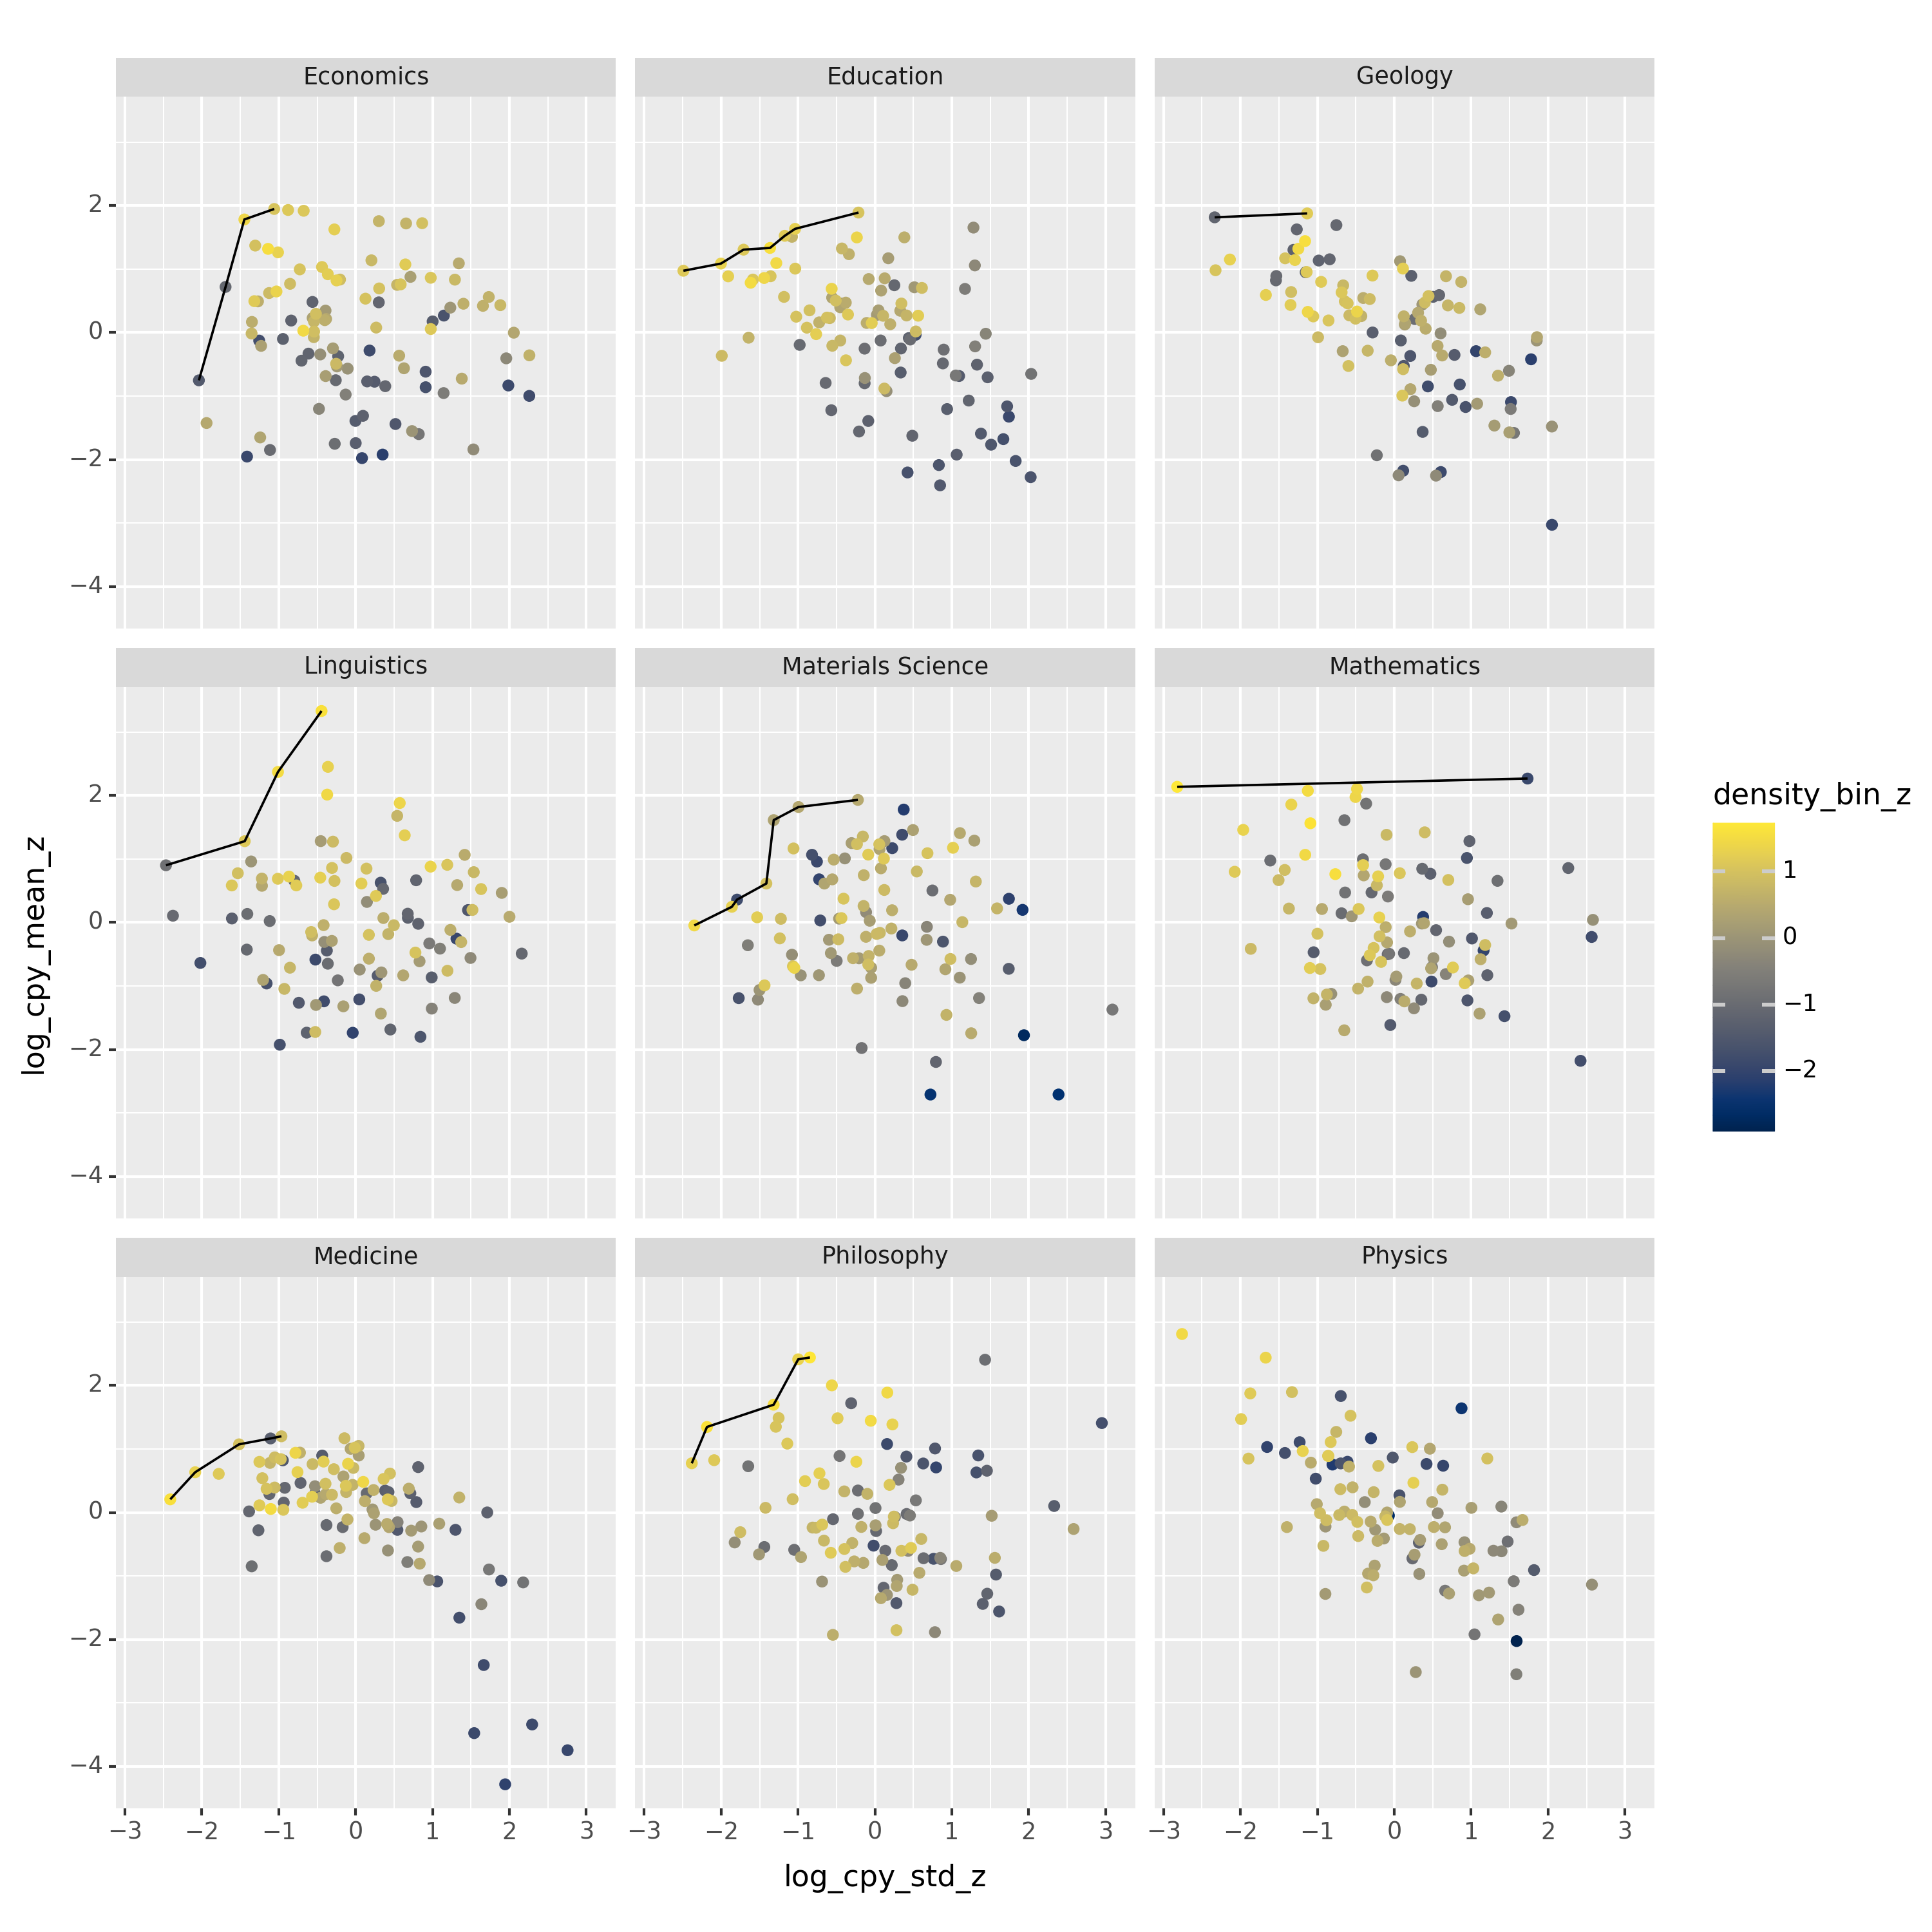 Economics Education Geology
2
0
−2
−4
Linguistics Materials Science Mathematics
2
0
−2
−4
Medicine Philosophy Physics
2
0
−2
−4
−3 −2 −1 0 1 2 3 −3 −2 −1 0 1 2 3 −3 −2 −1 0 1 2 3
log_cpy_std_z
log_cpy_mean_z
density_bin_z
1
0
−1
−2